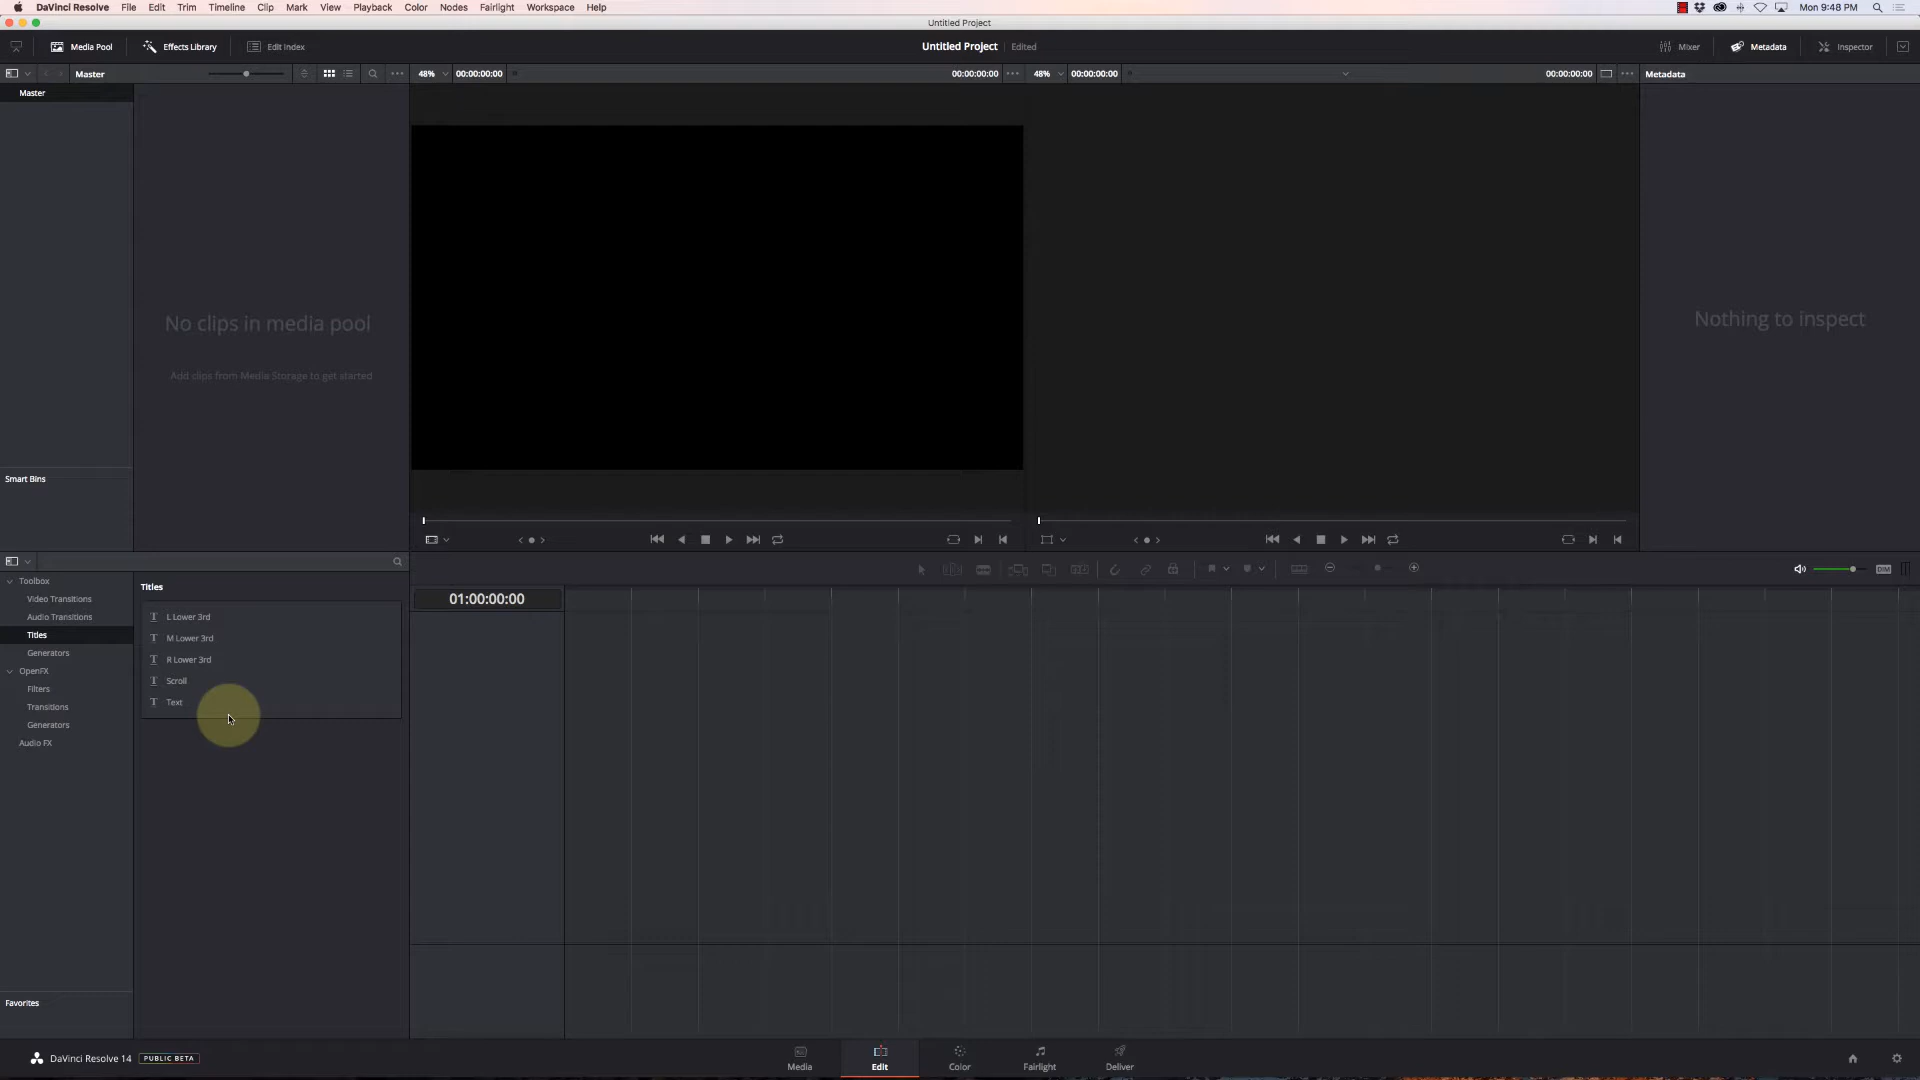 DaVinci Resolve File Edit Trim Timeline Clip Mark View Playback Color Nodes Fairlight Workspace Help Mon 9:48 PM
Untitled Project
Media Pool Effects Library Edit Index Untitled Project Edited Mixer Metadata Inspector
Master 48% 00:00:00:00 00:00:00:00 48% 00:00:00:00 00:00:00:00 Metadata
Master
No clips in media pool
Add clips from Media Storage to get started
Nothing to inspect
Smart Bins
Toolbox
Video Transitions
Audio Transitions
Titles
Generators
OpenFX
Filters
Transitions
Generators
Audio FX
Favorites
Titles
L Lower 3rd
M Lower 3rd
R Lower 3rd
Scroll
Text
01:00:00:00
DIM
DaVinci Resolve 14 PUBLIC BETA
Media Edit Color Fairlight Deliver